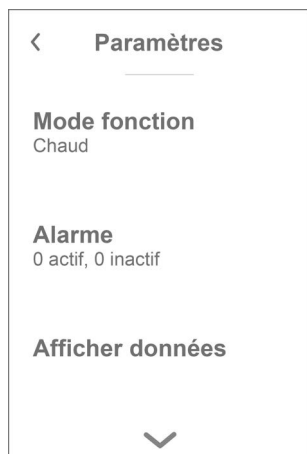 Paramètres
Mode fonction
Chaud
Alarme
0 actif, 0 inactif
Afficher données